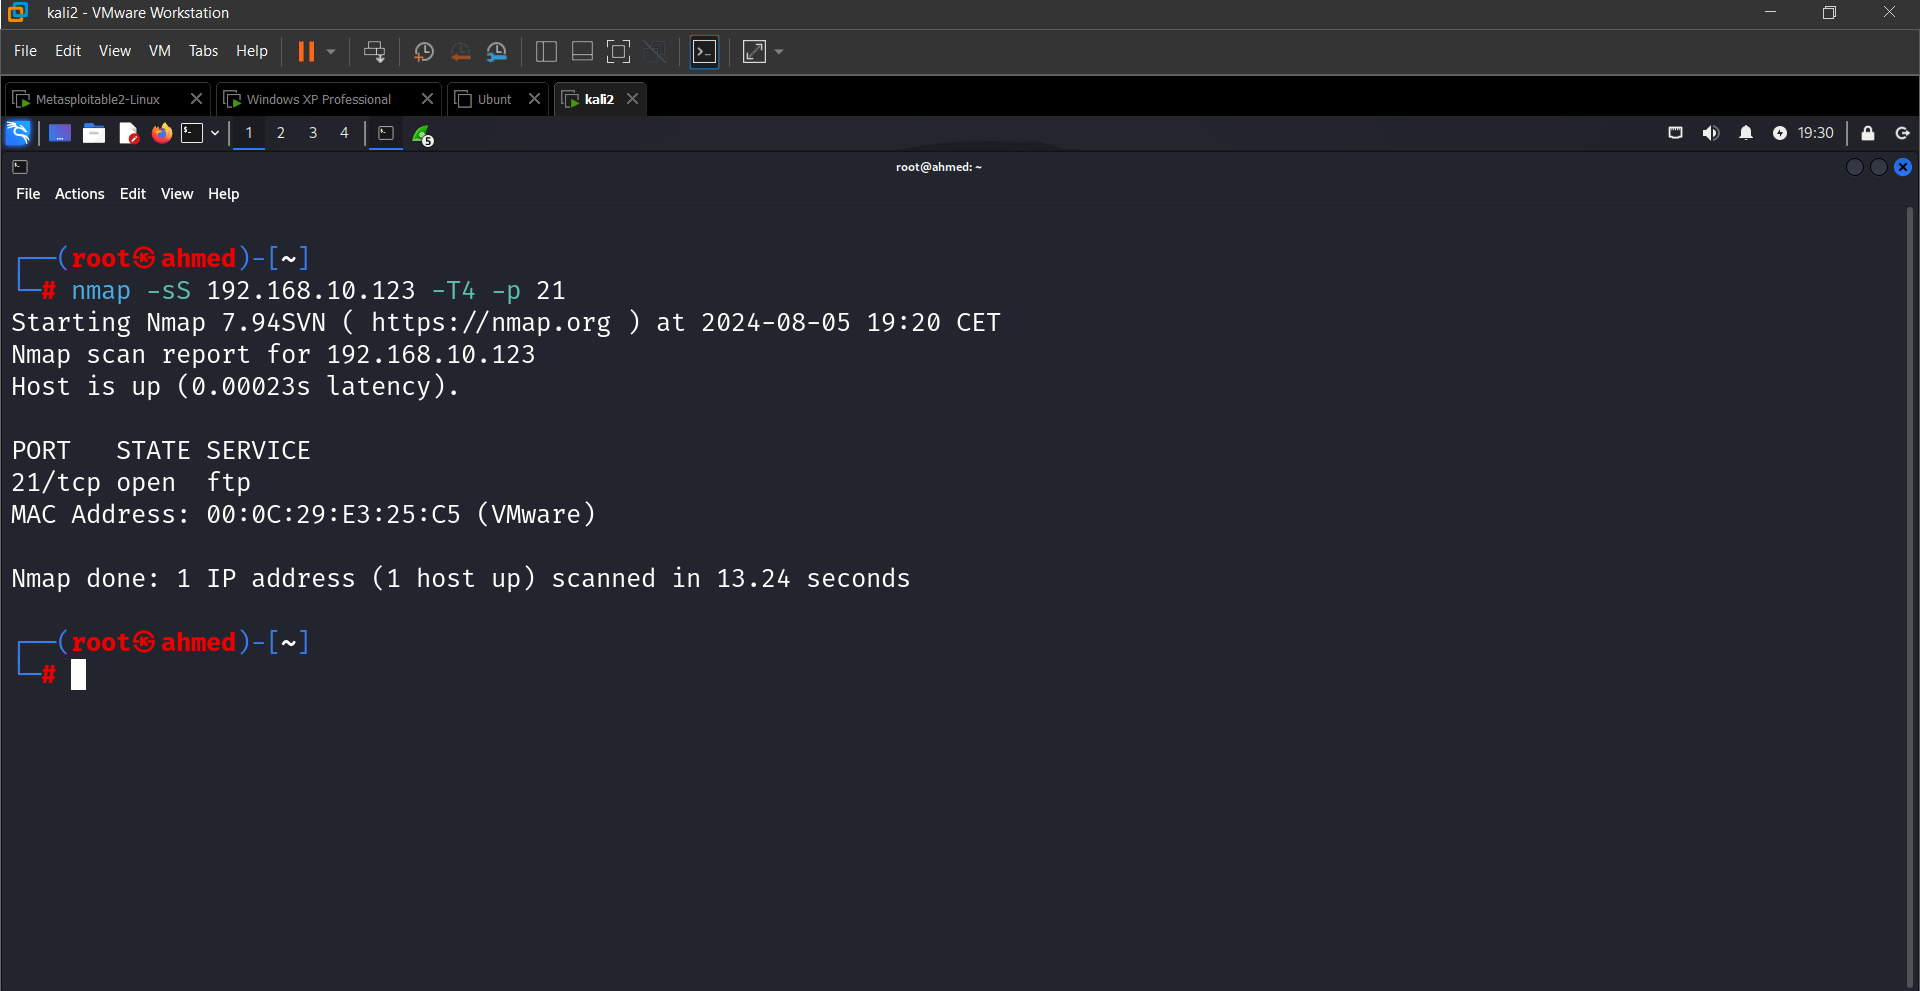 kali2 - VMware Workstation
File Edit View VM Tabs Help
Metasploitable2-Linux Windows XP Professional Ubunt kali2
1 2 3 4 5 19:30
root@ahmed: ~
File Actions Edit View Help
┌──(root㉿ahmed)-[~]
└─# nmap -sS 192.168.10.123 -T4 -p 21
Starting Nmap 7.94SVN ( https://nmap.org ) at 2024-08-05 19:20 CET
Nmap scan report for 192.168.10.123
Host is up (0.00023s latency).
PORT   STATE SERVICE
21/tcp open  ftp
MAC Address: 00:0C:29:E3:25:C5 (VMware)
Nmap done: 1 IP address (1 host up) scanned in 13.24 seconds
┌──(root㉿ahmed)-[~]
└─#